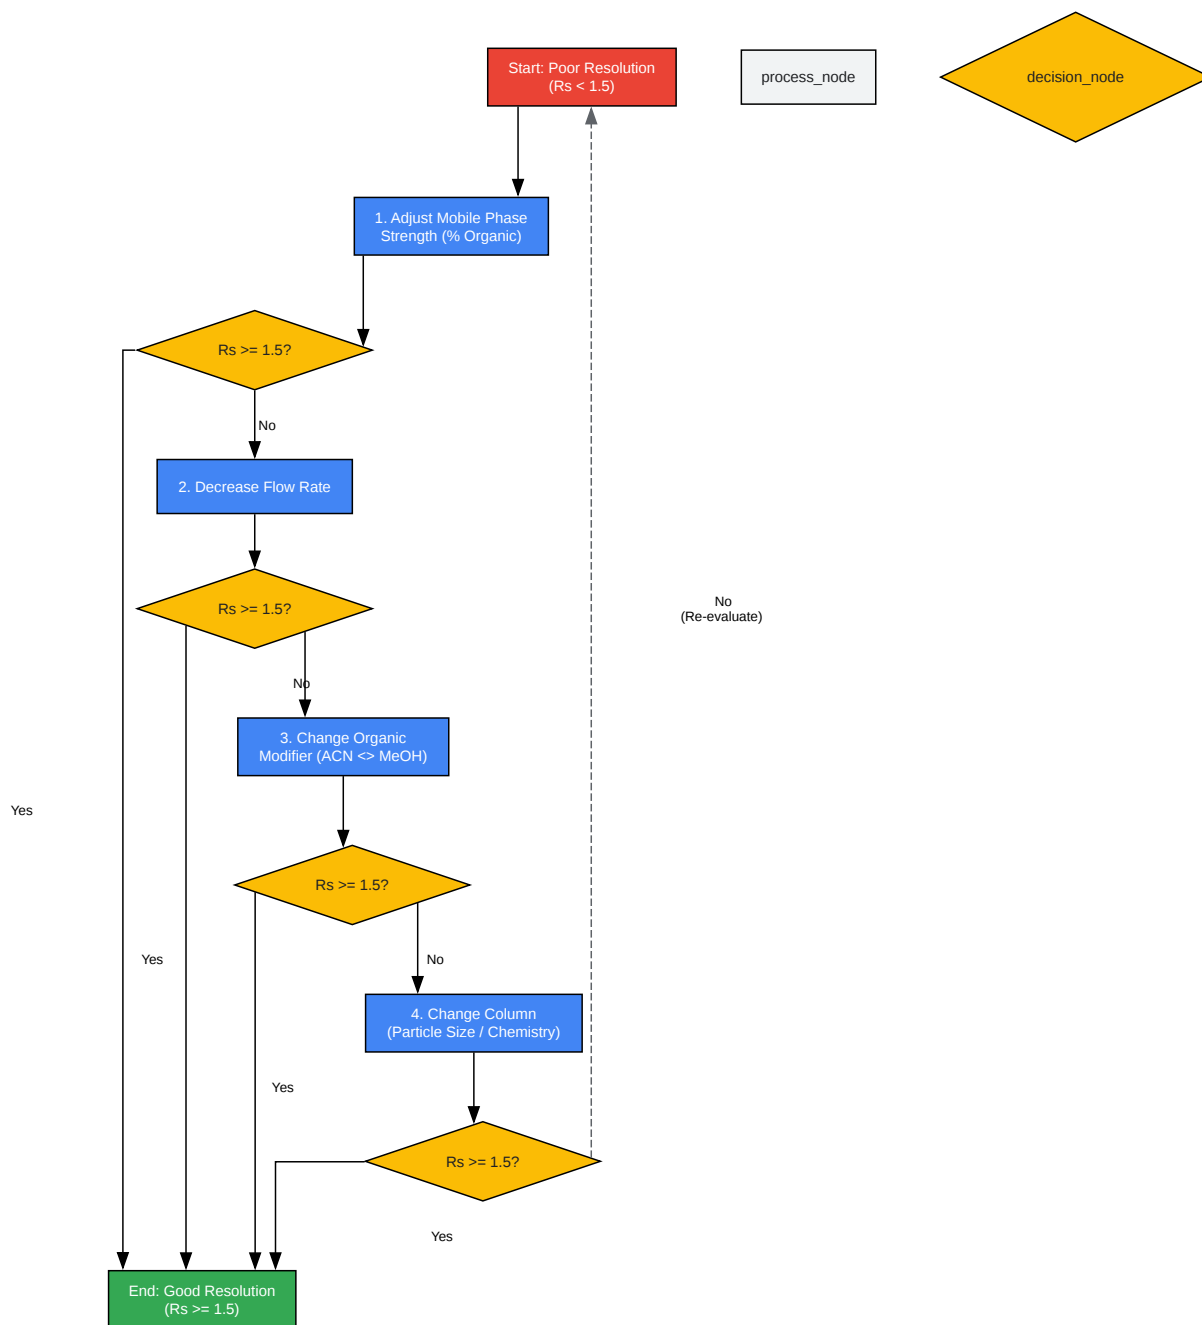 Start: Poor Resolution
(Rs < 1.5)
process_node
decision_node
1. Adjust Mobile Phase
Strength (% Organic)
Rs >= 1.5?
No
2. Decrease Flow Rate
Rs >= 1.5?
No
(Re-evaluate)
No
3. Change Organic
Modifier (ACN <> MeOH)
Yes
Rs >= 1.5?
Yes
No
4. Change Column
(Particle Size / Chemistry)
Yes
Rs >= 1.5?
Yes
End: Good Resolution
(Rs >= 1.5)